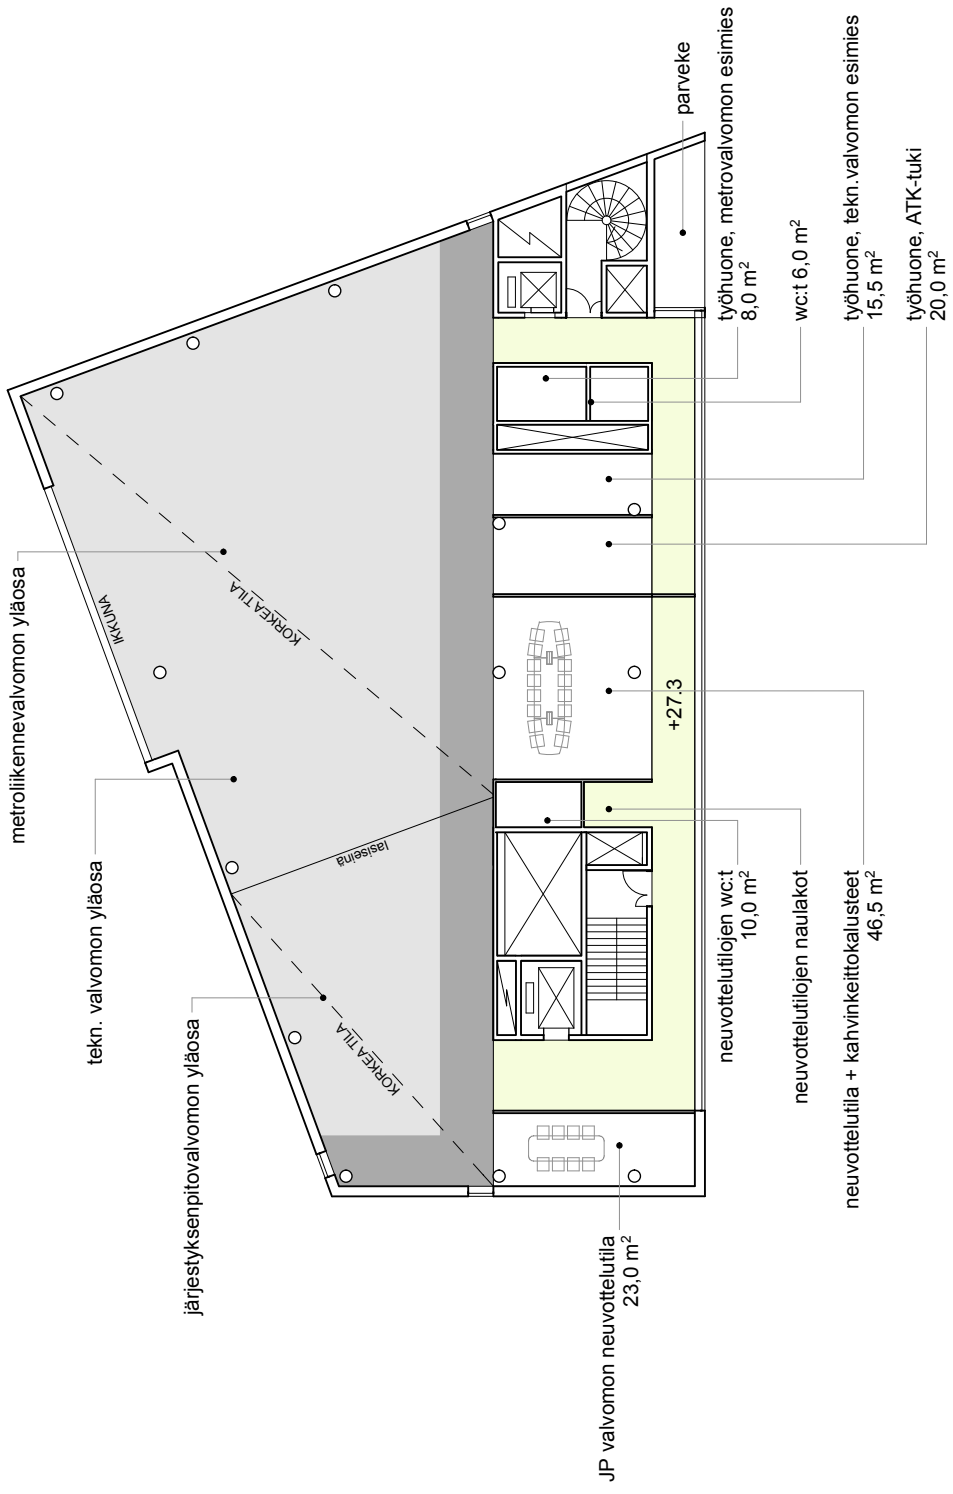 metroliikennevalvomon yläosa
tekn. valvomon yläosa
järjestyksenpitovalvomon yläosa
IKKUNA
KORKEA TILA
lasiseinä
KORKEA TILA
+27.3
parveke
työhuone, metrovalvomon esimies
8,0 m²
wc:t 6,0 m²
työhuone, tekn.valvomon esimies
15,5 m²
työhuone, ATK-tuki
20,0 m²
neuvottelutilojen wc:t
10,0 m²
neuvottelutilojen naulakot
neuvottelutila + kahvinkeittokalusteet
46,5 m²
JP valvomon neuvottelutila
23,0 m²